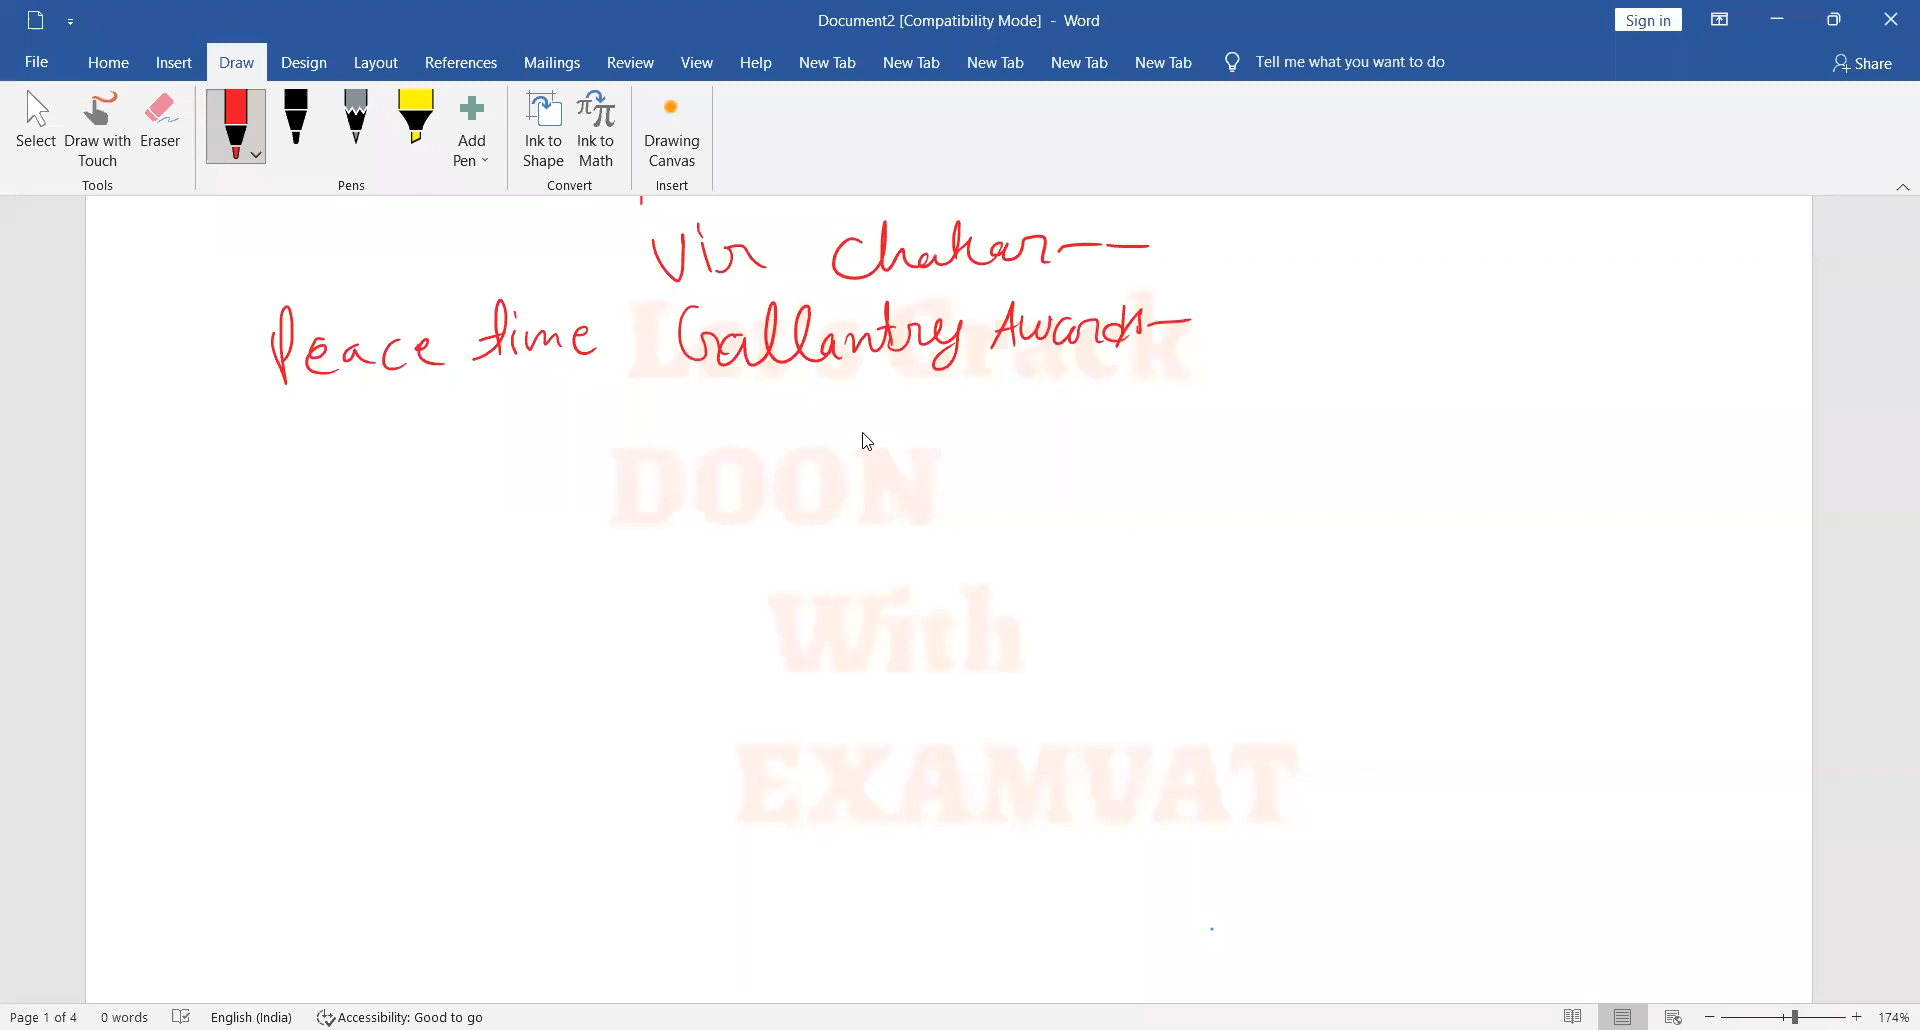 Document2 [Compatibility Mode] - Word
Sign in
File Home Insert Draw Design Layout References Mailings Review View Help New Tab New Tab New Tab New Tab New Tab Tell me what you want to do Share
Select
Draw with Touch
Eraser
Add Pen
Ink to Shape
Ink to Math
Drawing Canvas
Tools Pens Convert Insert
Vir Chakar
Peace time Gallantry Awards
Let's Crack
DOON
With
EXAMVAT
Page 1 of 4 0 words English (India) Accessibility: Good to go 174%